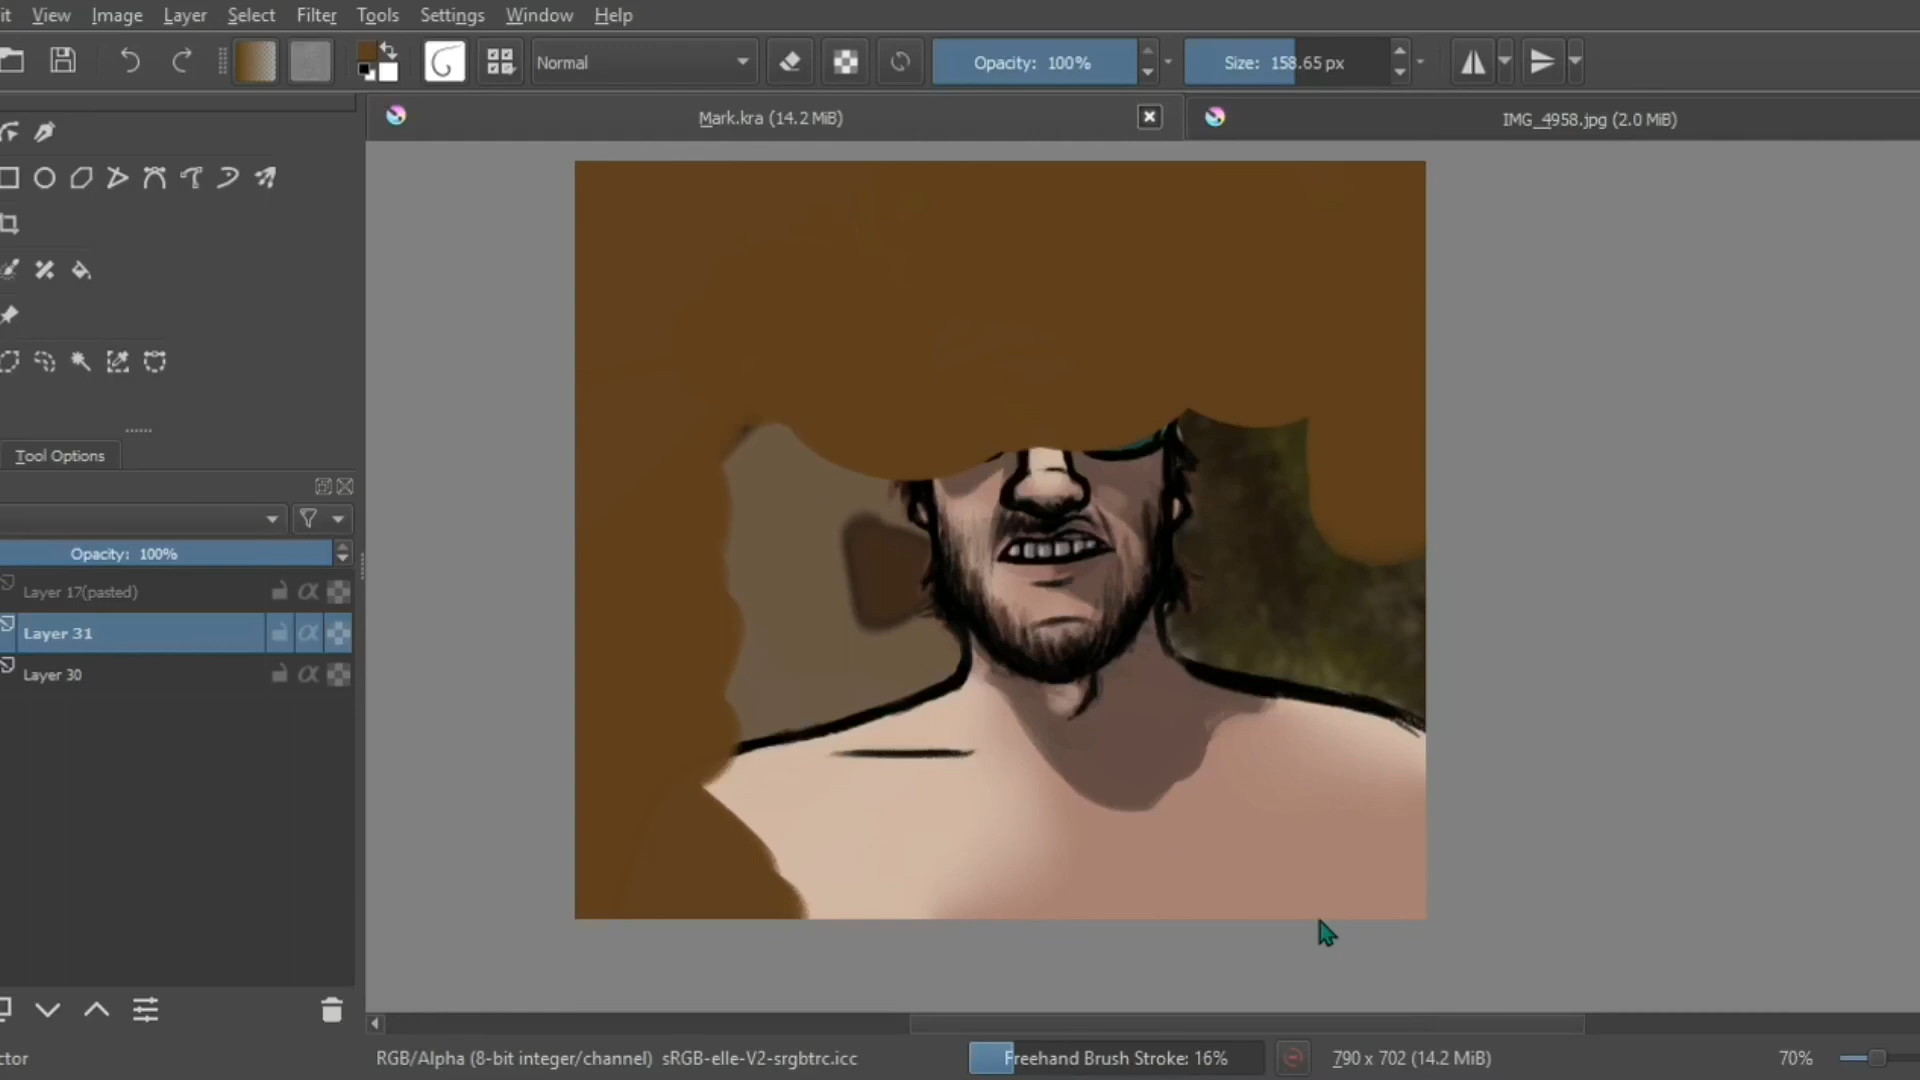 it View Image Layer Select Filter Tools Settings Window Help
Normal Opacity: 100% Size: 158.65 px
Mark.kra (14.2 MiB) IMG_4958.jpg (2.0 MiB)
Tool Options
Opacity: 100%
Layer 17(pasted)
Layer 31
Layer 30
ctor RGB/Alpha (8-bit integer/channel) sRGB-elle-V2-srgbtrc.icc Freehand Brush Stroke: 16% 790 x 702 (14.2 MiB) 70%